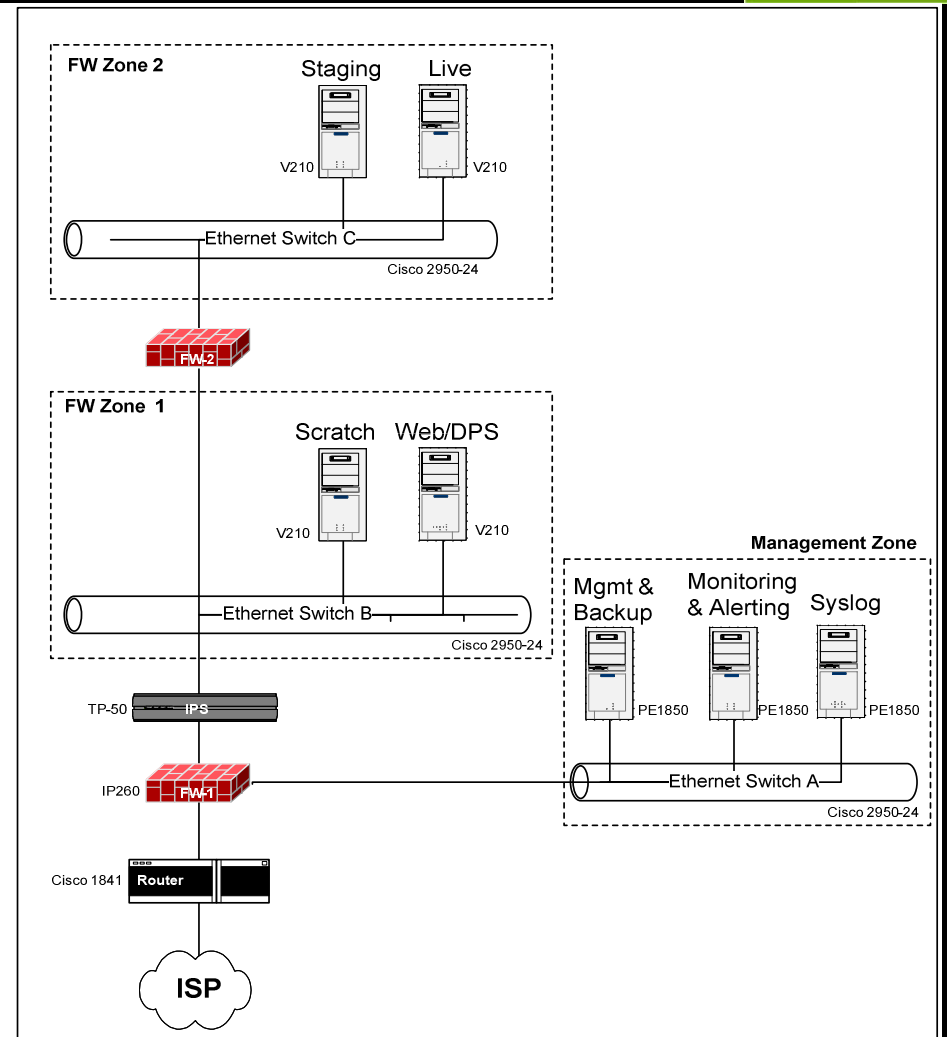 FW Zone 2
Staging
Live
V210
V210
Ethernet Switch C
Cisco 2950-24
FW-2
FW Zone 1
Scratch
Web/DPS
V210
V210
Ethernet Switch B
Cisco 2950-24
Management Zone
Mgmt &
Backup
Monitoring
& Alerting
Syslog
PE1850
PE1850
PE1850
Ethernet Switch A
Cisco 2950-24
TP-50
IPS
IP260
FW-1
Cisco 1841
Router
ISP